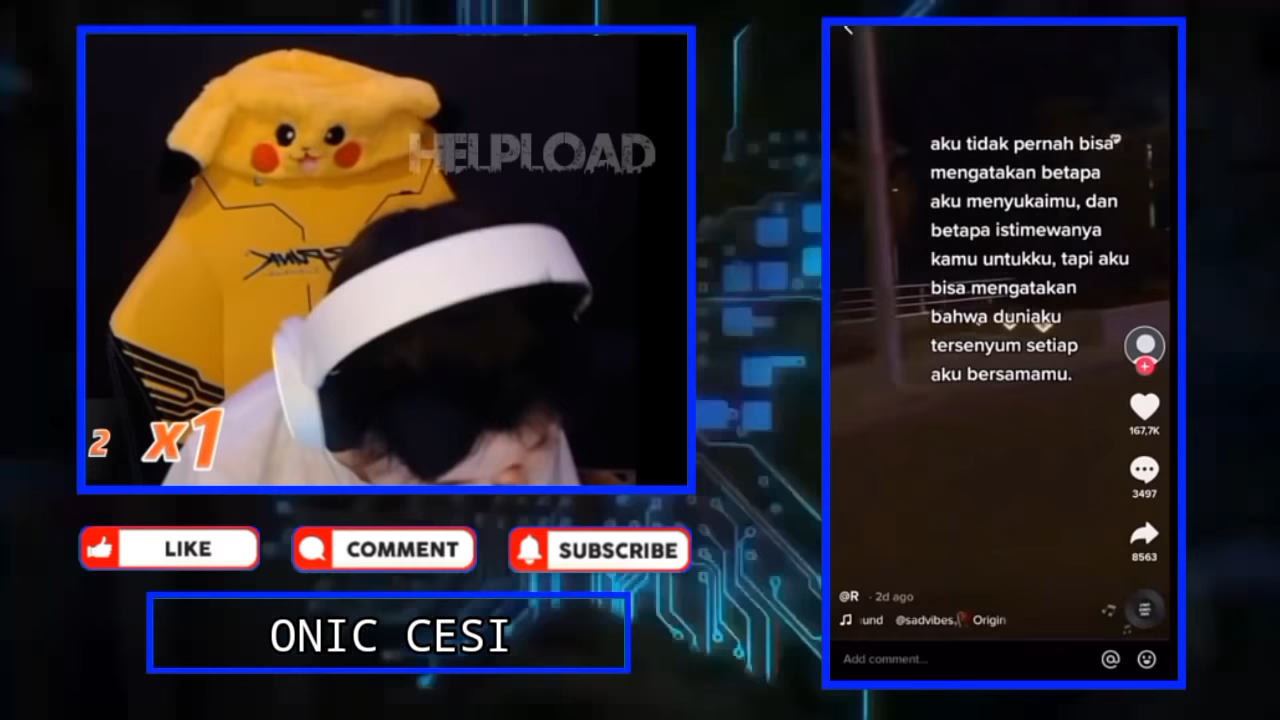 HELPLOAD
2 x1
LIKE
COMMENT
SUBSCRIBE
ONIC CESI
aku tidak pernah bisa
mengatakan betapa
aku menyukaimu, dan
betapa istimewanya
kamu untukku, tapi aku
bisa mengatakan
bahwa duniaku
tersenyum setiap
aku bersamamu.
167,7K
3497
8563
@R · 2d ago
und @sadvibes, Origin
Add comment...